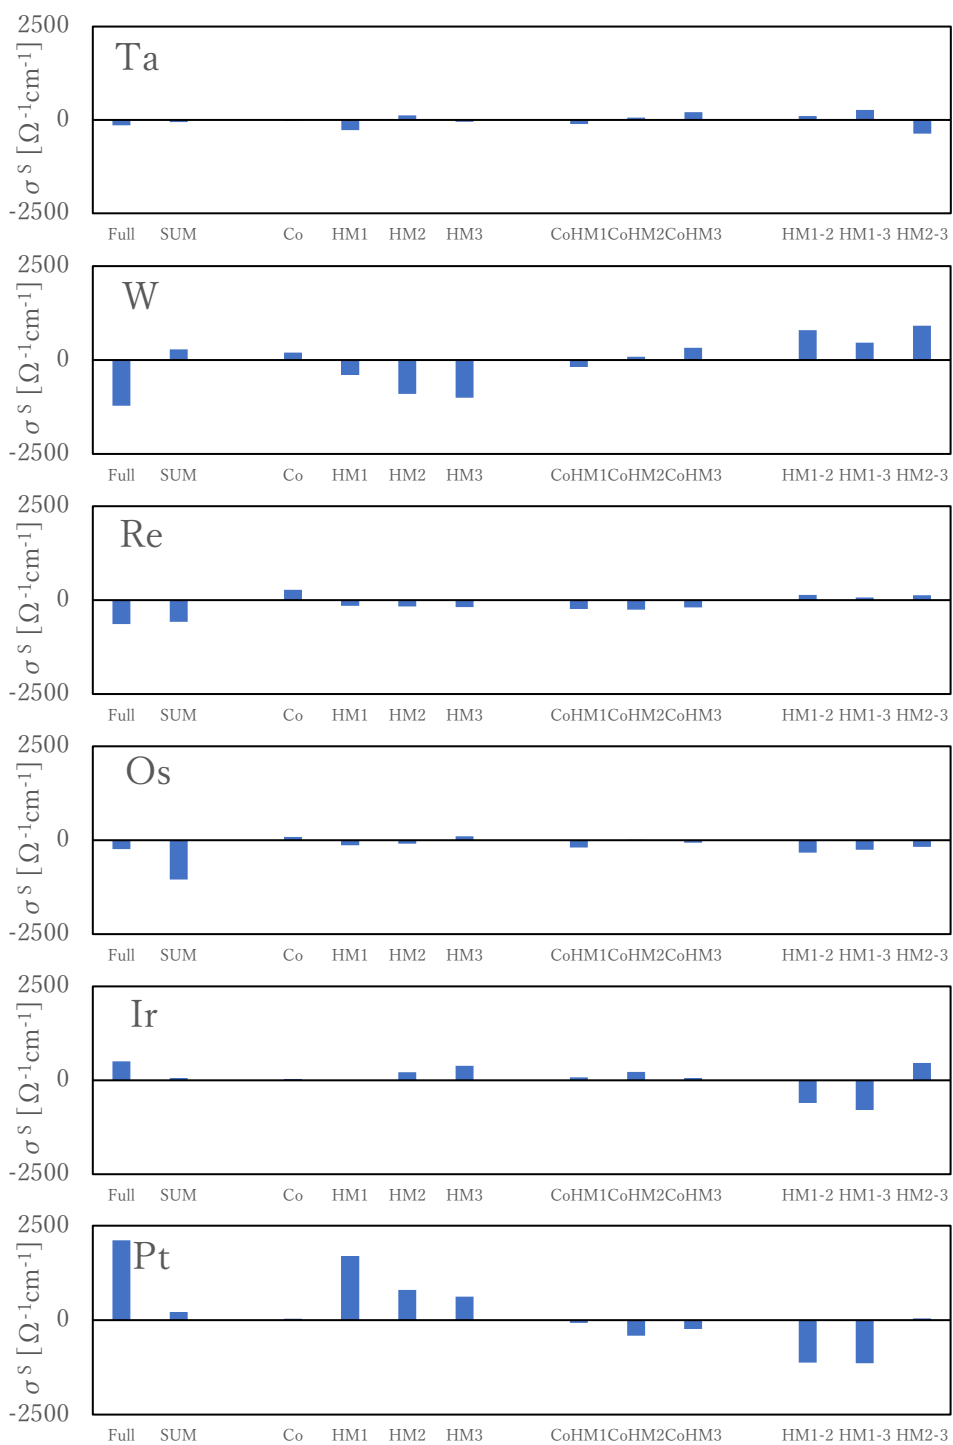 2500
Ta
0
-2500
σ ˢ [Ω⁻¹cm⁻¹]
Full SUM Co HM1 HM2 HM3 CoHM1 CoHM2 CoHM3 HM1-2 HM1-3 HM2-3
2500
W
0
-2500
σ ˢ [Ω⁻¹cm⁻¹]
Full SUM Co HM1 HM2 HM3 CoHM1 CoHM2 CoHM3 HM1-2 HM1-3 HM2-3
2500
Re
0
-2500
σ ˢ [Ω⁻¹cm⁻¹]
Full SUM Co HM1 HM2 HM3 CoHM1 CoHM2 CoHM3 HM1-2 HM1-3 HM2-3
2500
Os
0
-2500
σ ˢ [Ω⁻¹cm⁻¹]
Full SUM Co HM1 HM2 HM3 CoHM1 CoHM2 CoHM3 HM1-2 HM1-3 HM2-3
2500
Ir
0
-2500
σ ˢ [Ω⁻¹cm⁻¹]
Full SUM Co HM1 HM2 HM3 CoHM1 CoHM2 CoHM3 HM1-2 HM1-3 HM2-3
2500
Pt
0
-2500
σ ˢ [Ω⁻¹cm⁻¹]
Full SUM Co HM1 HM2 HM3 CoHM1 CoHM2 CoHM3 HM1-2 HM1-3 HM2-3